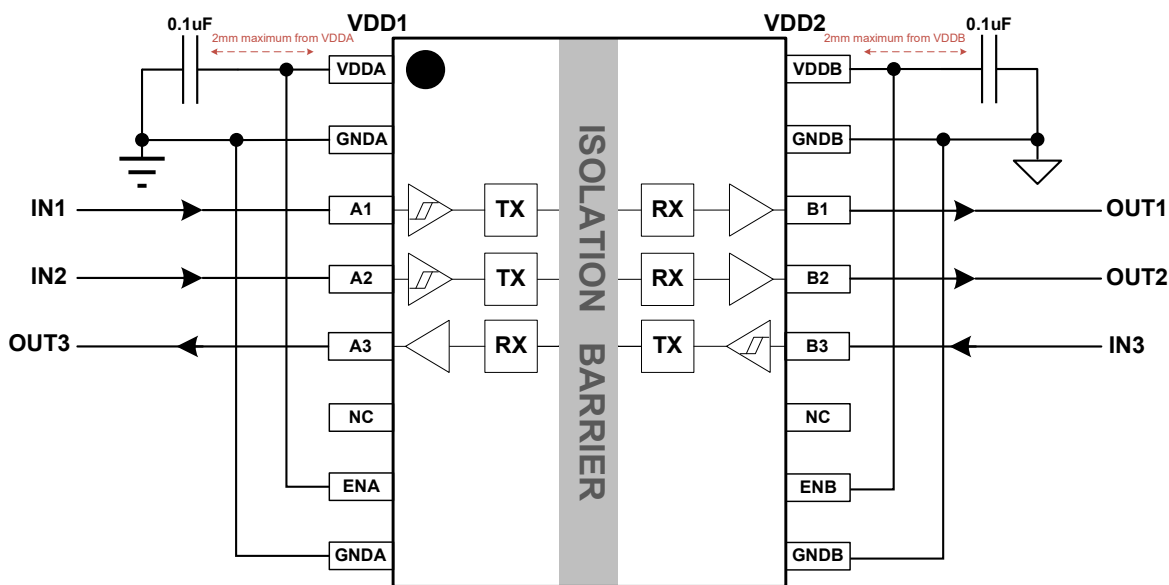 VDD1
VDD2
0.1uF
0.1uF
2mm maximum from VDDA
2mm maximum from VDDB
VDDA
VDDB
GNDA
GNDB
IN1
A1
TX
RX
B1
OUT1
IN2
A2
TX
RX
B2
OUT2
OUT3
A3
RX
TX
B3
IN3
ISOLATION BARRIER
NC
NC
ENA
ENB
GNDA
GNDB